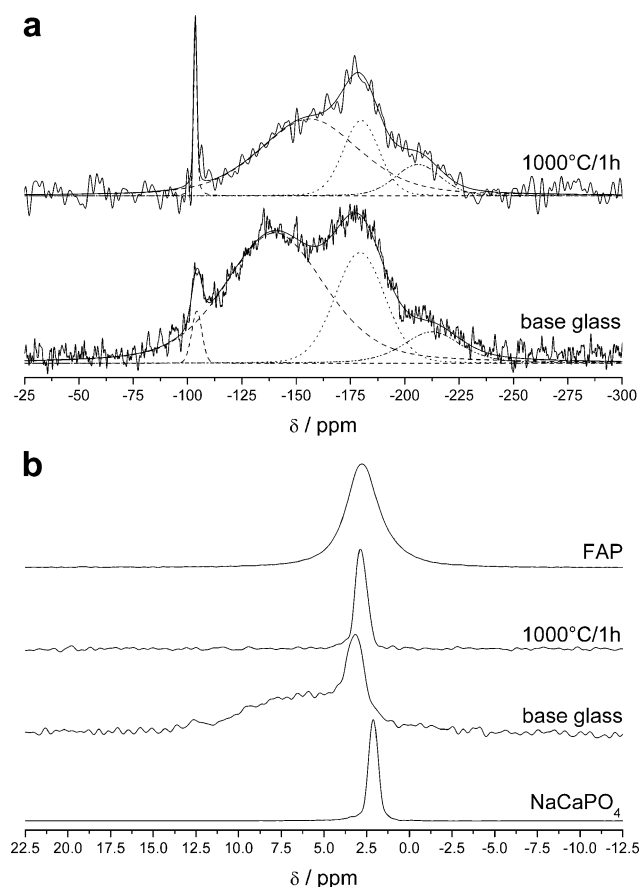 a
1000°C/1h
base glass
-25 -50 -75 -100 -125 -150 -175 -200 -225 -250 -275 -300
δ / ppm
b
FAP
1000°C/1h
base glass
NaCaPO₄
22.5 20.0 17.5 15.0 12.5 10.0 7.5 5.0 2.5 0.0 -2.5 -5.0 -7.5 -10.0 -12.5
δ / ppm